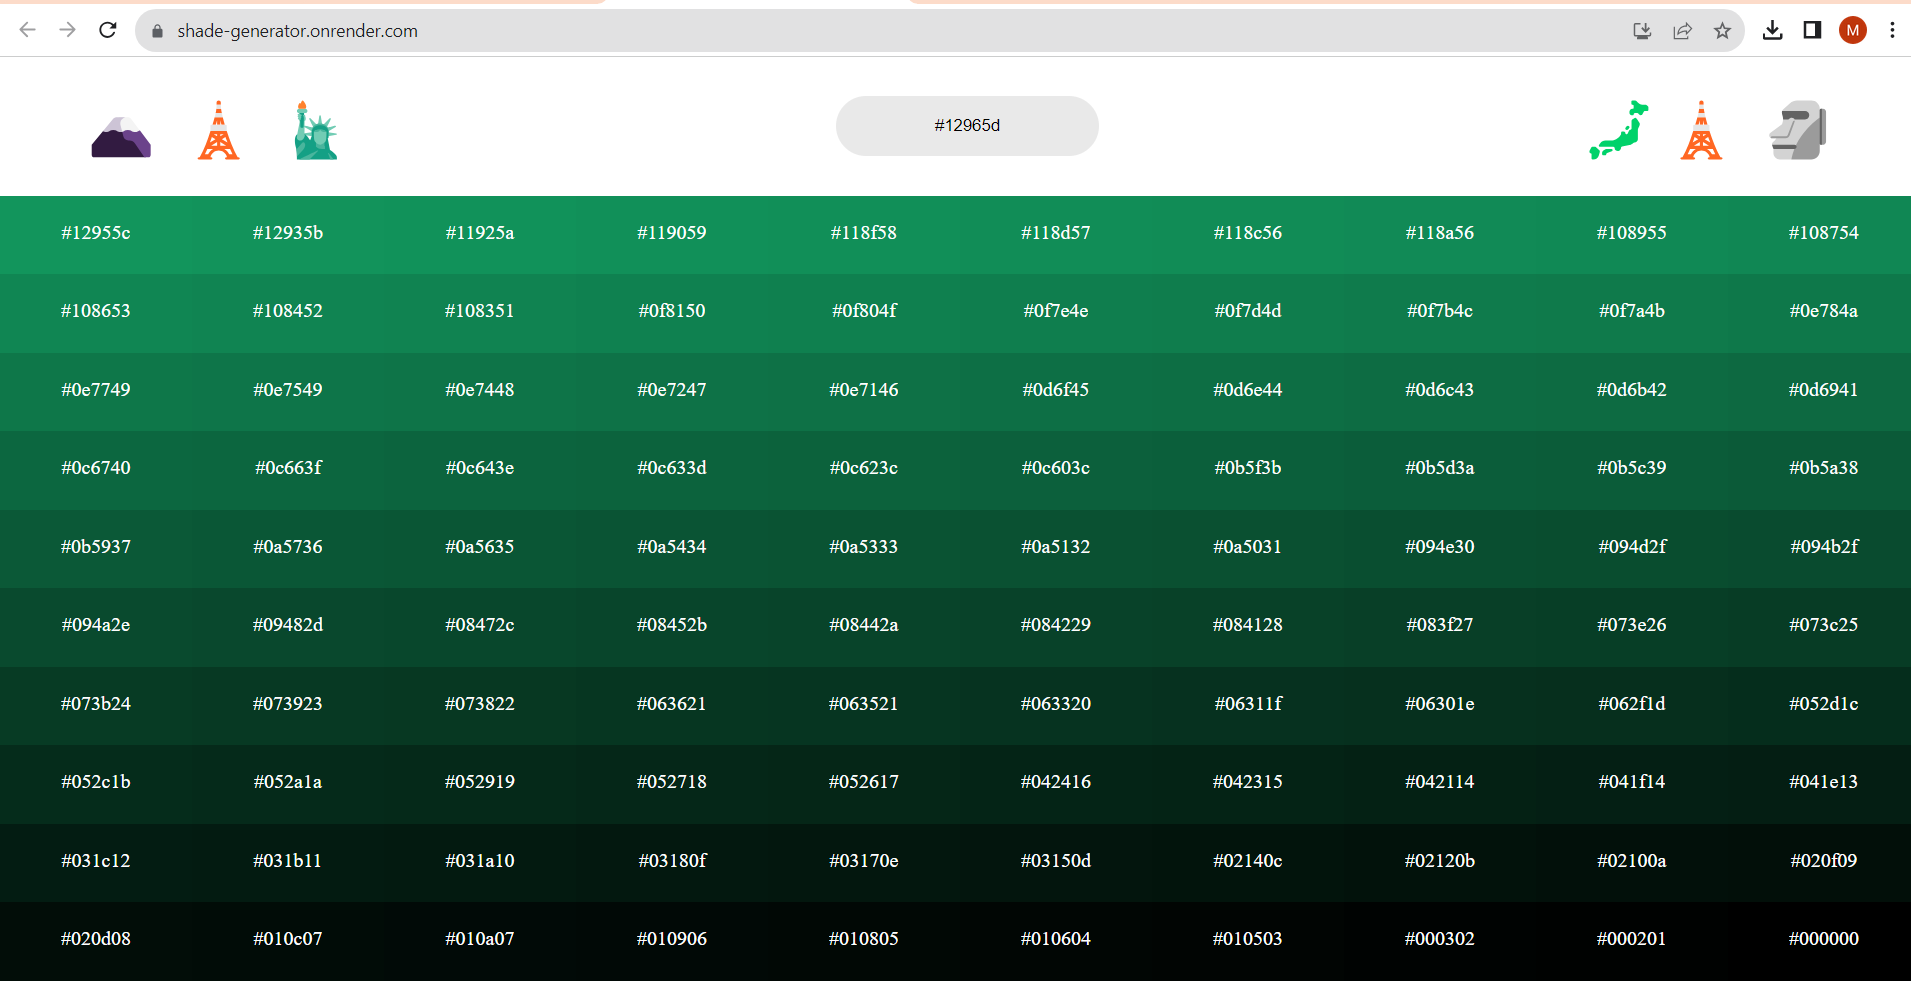 shade-generator.onrender.com
M
#12965d
#12955c #12935b #11925a #119059 #118f58 #118d57 #118c56 #118a56 #108955 #108754
#108653 #108452 #108351 #0f8150 #0f804f #0f7e4e #0f7d4d #0f7b4c #0f7a4b #0e784a
#0e7749 #0e7549 #0e7448 #0e7247 #0e7146 #0d6f45 #0d6e44 #0d6c43 #0d6b42 #0d6941
#0c6740 #0c663f #0c643e #0c633d #0c623c #0c603c #0b5f3b #0b5d3a #0b5c39 #0b5a38
#0b5937 #0a5736 #0a5635 #0a5434 #0a5333 #0a5132 #0a5031 #094e30 #094d2f #094b2f
#094a2e #09482d #08472c #08452b #08442a #084229 #084128 #083f27 #073e26 #073c25
#073b24 #073923 #073822 #063621 #063521 #063320 #06311f #06301e #062f1d #052d1c
#052c1b #052a1a #052919 #052718 #052617 #042416 #042315 #042114 #041f14 #041e13
#031c12 #031b11 #031a10 #03180f #03170e #03150d #02140c #02120b #02100a #020f09
#020d08 #010c07 #010a07 #010906 #010805 #010604 #010503 #000302 #000201 #000000